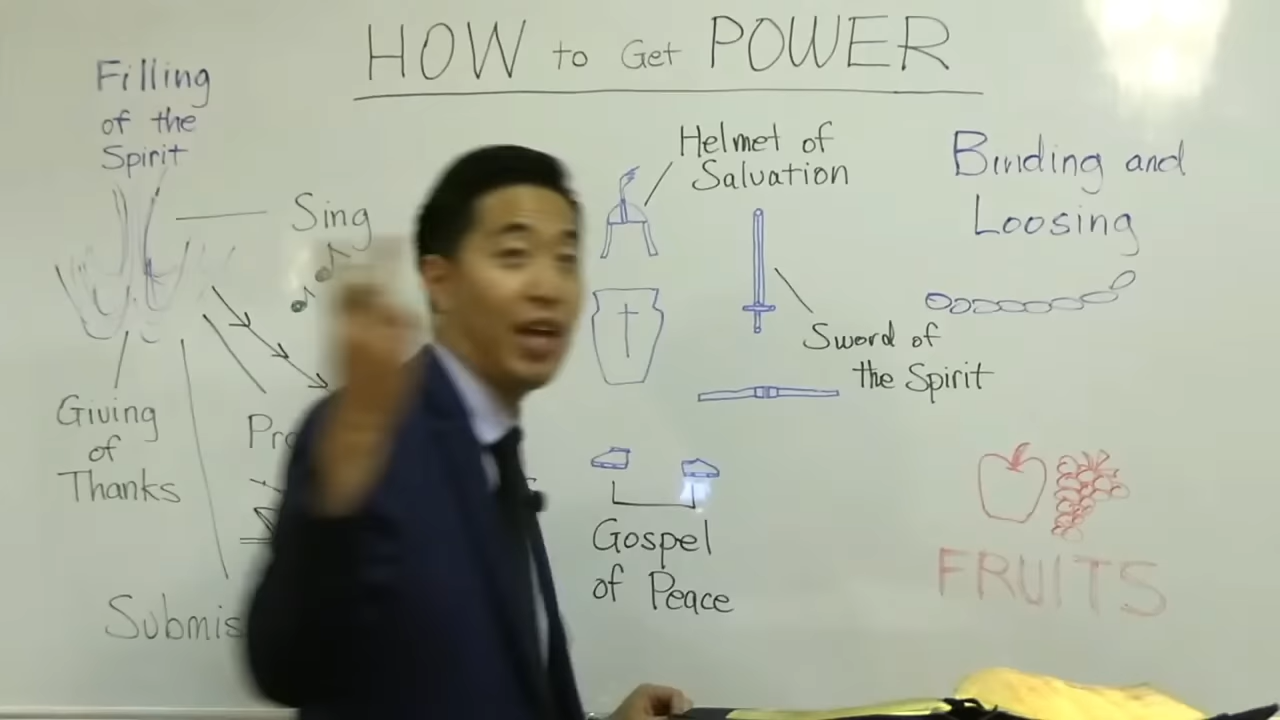 HOW to Get POWER
Filling
of the
Spirit
Sing
Giving
of
Thanks
Helmet of
Salvation
Sword of
the Spirit
Gospel
of Peace
Binding and
Loosing
FRUITS